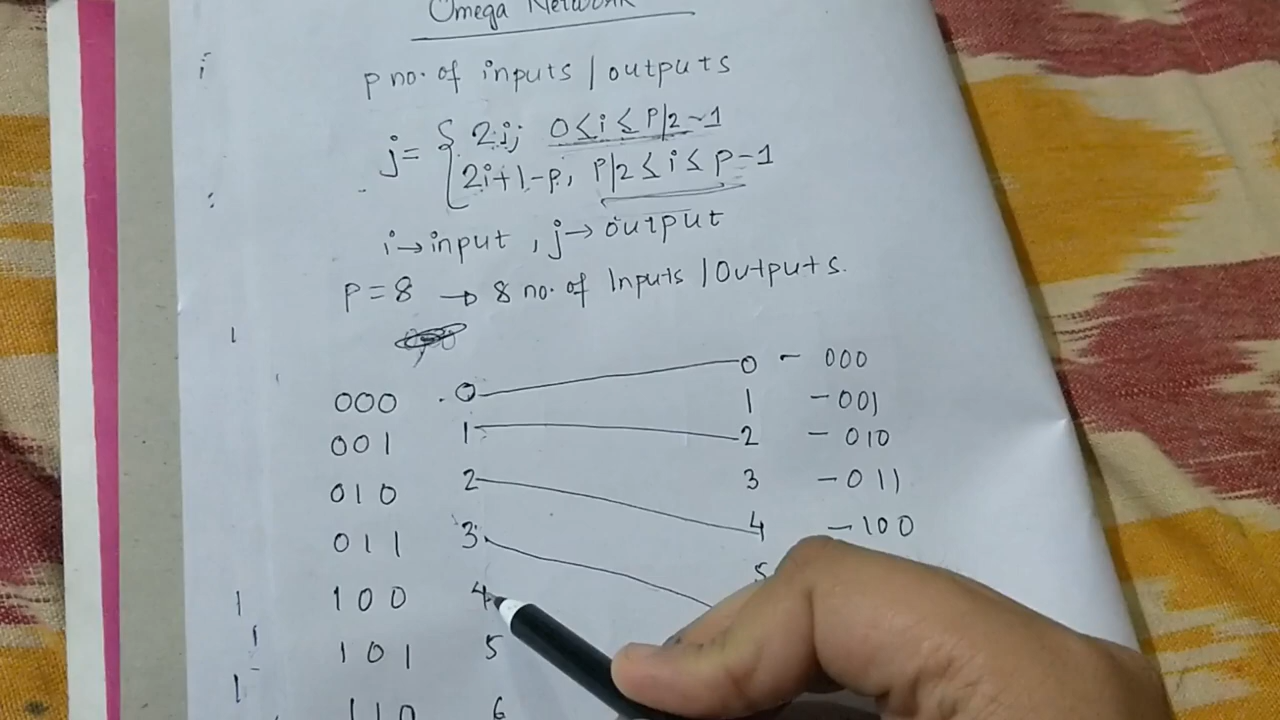 Omega Network
p no. of inputs / outputs
j = { 2i; 0 ≤ i ≤ P/2 - 1
2i+1-p, P/2 ≤ i ≤ p-1
i → input, j → output
P = 8 → 8 no. of Inputs / Outputs.
000 0 0 - 000
001 1 1 - 001
010 2 2 - 010
011 3 3 - 011
100 4 4 - 100
101 5 5
110 6